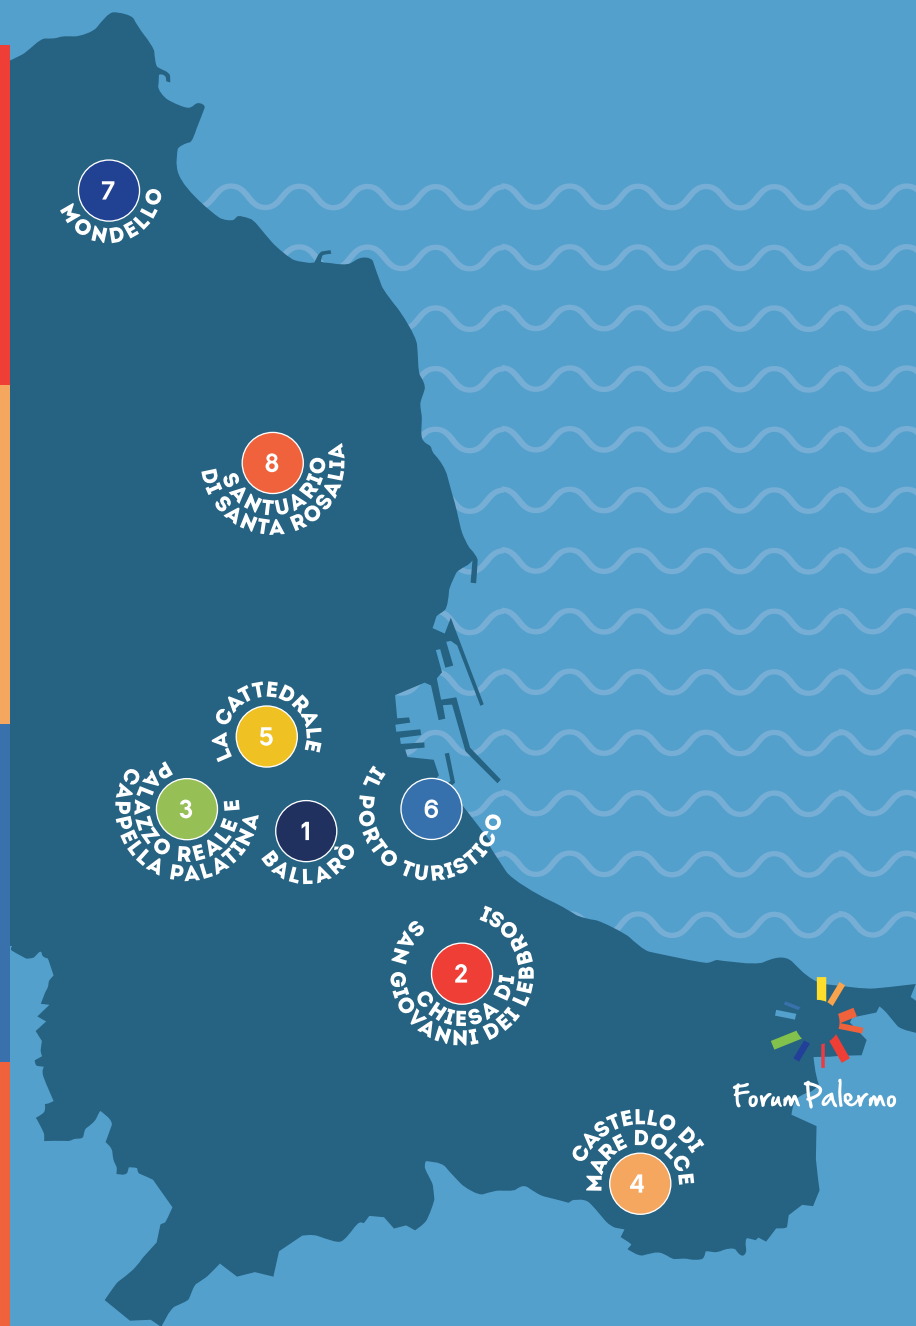 7
MONDELLO
8
SANTUARIO
DI SANTA ROSALIA
LA CATTEDRALE
5
3
PALAZZO REALE E
CAPPELLA PALATINA
1
BALLARÒ
6
IL PORTO TURISTICO
2
CHIESA DI
SAN GIOVANNI DEI LEBBROSI
Forum Palermo
CASTELLO DI
MARE DOLCE
4